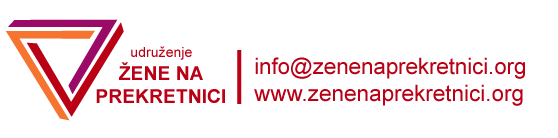 udruženje
ŽENE NA
PREKRETNICI
info@zenenaprekretnici.org
www.zenenaprekretnici.org